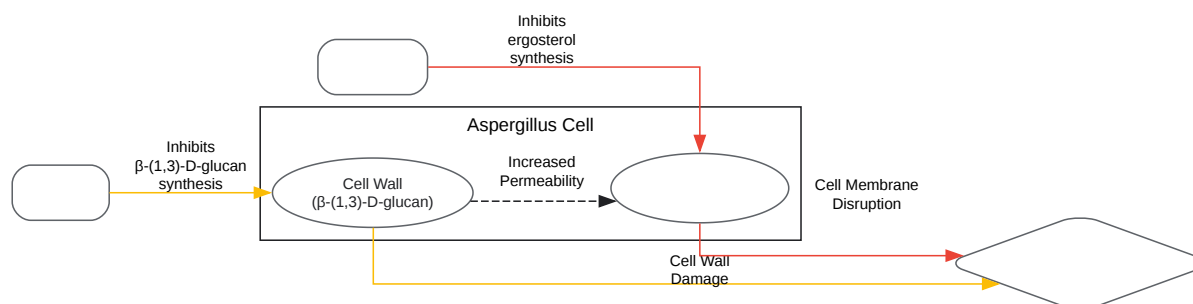 Inhibits
ergosterol
synthesis
Aspergillus Cell
Inhibits
β-(1,3)-D-glucan
synthesis
Cell Wall
(β-(1,3)-D-glucan)
Increased
Permeability
Cell Membrane
Disruption
Cell Wall
Damage